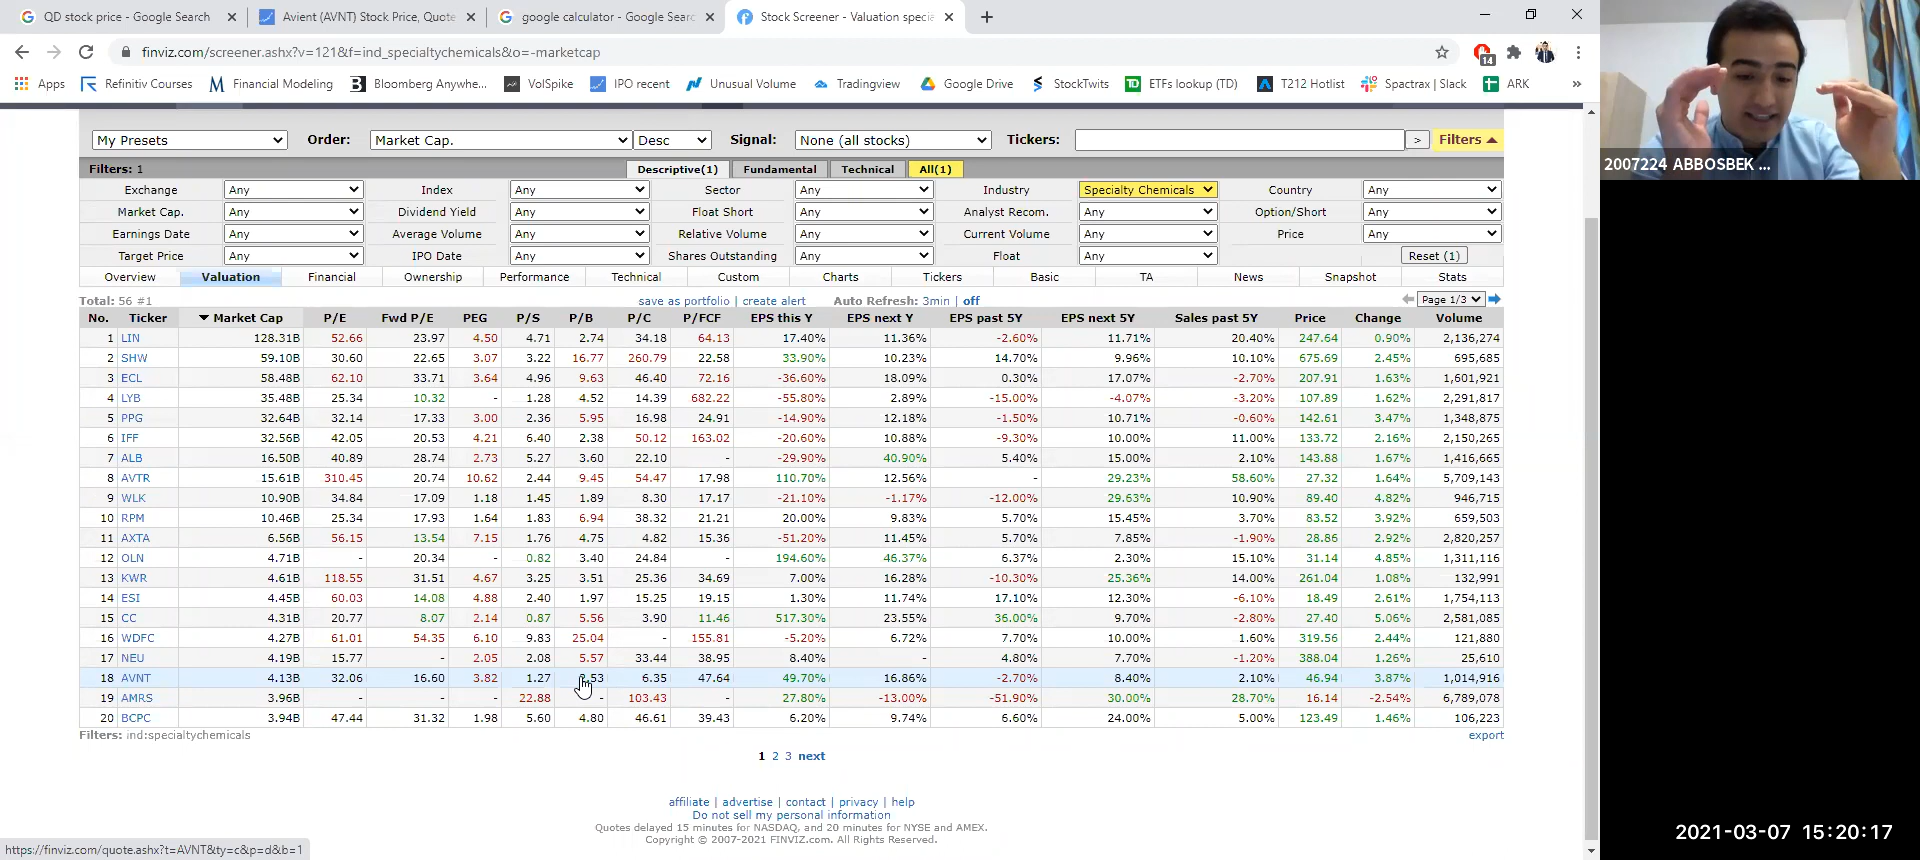 QD stock price - Google Search
Avient (AVNT) Stock Price, Quote
google calculator - Google Searc
Stock Screener - Valuation specia
finviz.com/screener.ashx?v=121&f=ind_specialtychemicals&o=-marketcap
14
Apps Refinitiv Courses Financial Modeling Bloomberg Anywhe... VolSpike IPO recent Unusual Volume Tradingview Google Drive StockTwits ETFs lookup (TD) T212 Hotlist Spactrax | Slack ARK »
My Presets Order: Market Cap. Desc Signal: None (all stocks) Tickers: > Filters
Filters: 1 Descriptive(1) Fundamental Technical All(1)
Exchange Any Index Any Sector Any Industry Specialty Chemicals Country Any
Market Cap. Any Dividend Yield Any Float Short Any Analyst Recom. Any Option/Short Any
Earnings Date Any Average Volume Any Relative Volume Any Current Volume Any Price Any
Target Price Any IPO Date Any Shares Outstanding Any Float Any Reset (1)
Overview Valuation Financial Ownership Performance Technical Custom Charts Tickers Basic TA News Snapshot Stats
Total: 56 #1 save as portfolio | create alert Auto Refresh: 3min | off Page 1/3
No. Ticker Market Cap P/E Fwd P/E PEG P/S P/B P/C P/FCF EPS this Y EPS next Y EPS past 5Y EPS next 5Y Sales past 5Y Price Change Volume
1 LIN 128.31B 52.66 23.97 4.50 4.71 2.74 34.18 64.13 17.40% 11.36% -2.60% 11.71% 20.40% 247.64 0.90% 2,136,274
2 SHW 59.10B 30.60 22.65 3.07 3.22 16.77 260.79 22.58 33.90% 10.23% 14.70% 9.96% 10.10% 675.69 2.45% 695,685
3 ECL 58.48B 62.10 33.71 3.64 4.96 9.63 46.40 72.16 -36.60% 18.09% 0.30% 17.07% -2.70% 207.91 1.63% 1,601,921
4 LYB 35.48B 25.34 10.32 - 1.28 4.52 14.39 682.22 -55.80% 2.89% -15.00% -4.07% -3.20% 107.89 1.62% 2,291,817
5 PPG 32.64B 32.14 17.33 3.00 2.36 5.95 16.98 24.91 -14.90% 12.18% -1.50% 10.71% -0.60% 142.61 3.47% 1,348,875
6 IFF 32.56B 42.05 20.53 4.21 6.40 2.38 50.12 163.02 -20.60% 10.88% -9.30% 10.00% 11.00% 133.72 2.16% 2,150,265
7 ALB 16.50B 40.89 28.74 2.73 5.27 3.60 22.10 - -29.90% 40.90% 5.40% 15.00% 2.10% 143.88 1.67% 1,416,665
8 AVTR 15.61B 310.45 20.74 10.62 2.44 9.45 54.47 17.98 110.70% 12.56% - 29.23% 58.60% 27.32 1.64% 5,709,143
9 WLK 10.90B 34.84 17.09 1.18 1.45 1.89 8.30 17.17 -21.10% -1.17% -12.00% 29.63% 10.90% 89.40 4.82% 946,715
10 RPM 10.46B 25.34 17.93 1.64 1.83 6.94 38.32 21.21 20.00% 9.83% 5.70% 15.45% 3.70% 83.52 3.92% 659,503
11 AXTA 6.56B 56.15 13.54 7.15 1.76 4.75 4.82 15.36 -51.20% 11.45% 5.70% 7.85% -1.90% 28.86 2.92% 2,820,257
12 OLN 4.71B - 20.34 - 0.82 3.40 24.84 - 194.60% 46.37% 6.37% 2.30% 15.10% 31.14 4.85% 1,311,116
13 KWR 4.61B 118.55 31.51 4.67 3.25 3.51 25.36 34.69 7.00% 16.28% -10.30% 25.36% 14.00% 261.04 1.08% 132,991
14 ESI 4.45B 60.03 14.08 4.88 2.40 1.97 15.25 19.15 1.30% 11.74% 17.10% 12.30% -6.10% 18.49 2.61% 1,754,113
15 CC 4.31B 20.77 8.07 2.14 0.87 5.56 3.90 11.46 517.30% 23.55% 36.00% 9.70% -2.80% 27.40 5.06% 2,581,085
16 WDFC 4.27B 61.01 54.35 6.10 9.83 25.04 - 155.81 -5.20% 6.72% 7.70% 10.00% 1.60% 319.56 2.44% 121,880
17 NEU 4.19B 15.77 - 2.05 2.08 5.57 33.44 38.95 8.40% - 4.80% 7.70% -1.20% 388.04 1.26% 25,610
18 AVNT 4.13B 32.06 16.60 3.82 1.27 .53 6.35 47.64 49.70% 16.86% -2.70% 8.40% 2.10% 46.94 3.87% 1,014,916
19 AMRS 3.96B - - - 22.88 - 103.43 - 27.80% -13.00% -51.90% 30.00% 28.70% 16.14 -2.54% 6,789,078
20 BCPC 3.94B 47.44 31.32 1.98 5.60 4.80 46.61 39.43 6.20% 9.74% 6.60% 24.00% 5.00% 123.49 1.46% 106,223
Filters: ind:specialtychemicals export
1 2 3 next
affiliate | advertise | contact | privacy | help
Do not sell my personal information
Quotes delayed 15 minutes for NASDAQ, and 20 minutes for NYSE and AMEX.
Copyright © 2007-2021 FINVIZ.com. All Rights Reserved.
https://finviz.com/quote.ashx?t=AVNT&ty=c&p=d&b=1
2007224 ABBOSBEK ...
2021-03-07 15:20:17